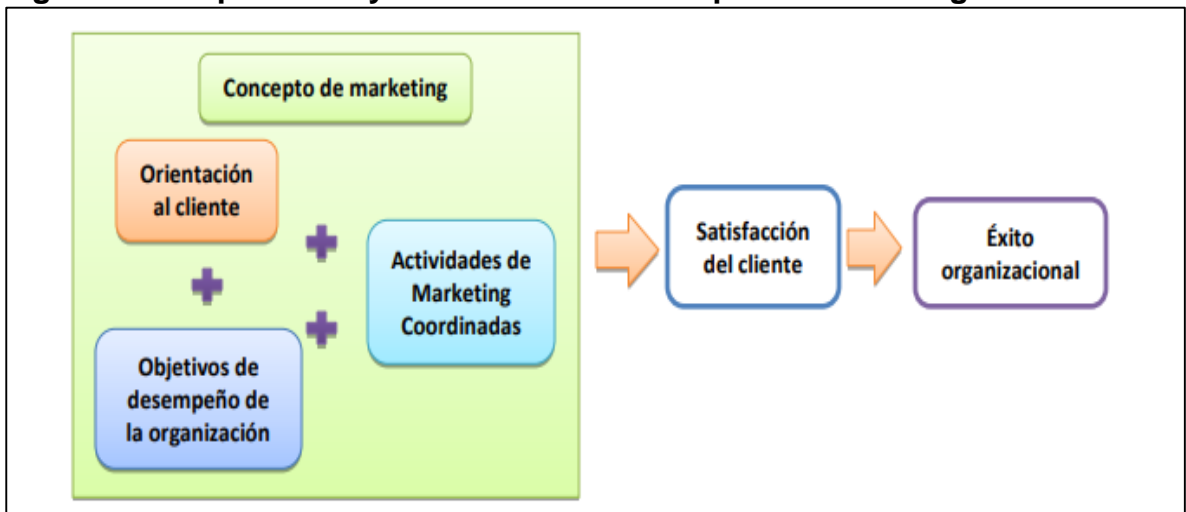 Concepto de marketing
Orientación
al cliente
Actividades de
Marketing
Coordinadas
Objetivos de
desempeño de
la organización
Satisfacción
del cliente
Éxito
organizacional